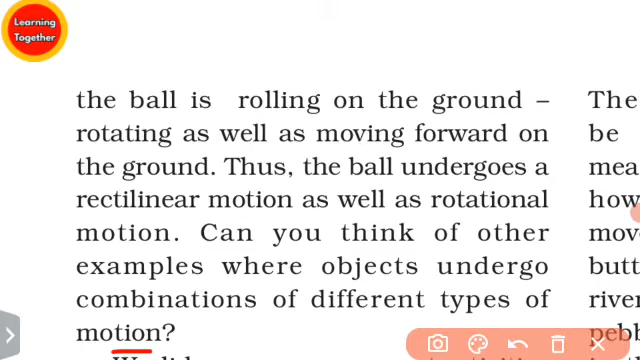 Learning
Together
the ball is rolling on the ground –
rotating as well as moving forward on
the ground. Thus, the ball undergoes a
rectilinear motion as well as rotational
motion. Can you think of other
examples where objects undergo
combinations of different types of
motion?
The
be
mea
how
mov
butt
river
pebb